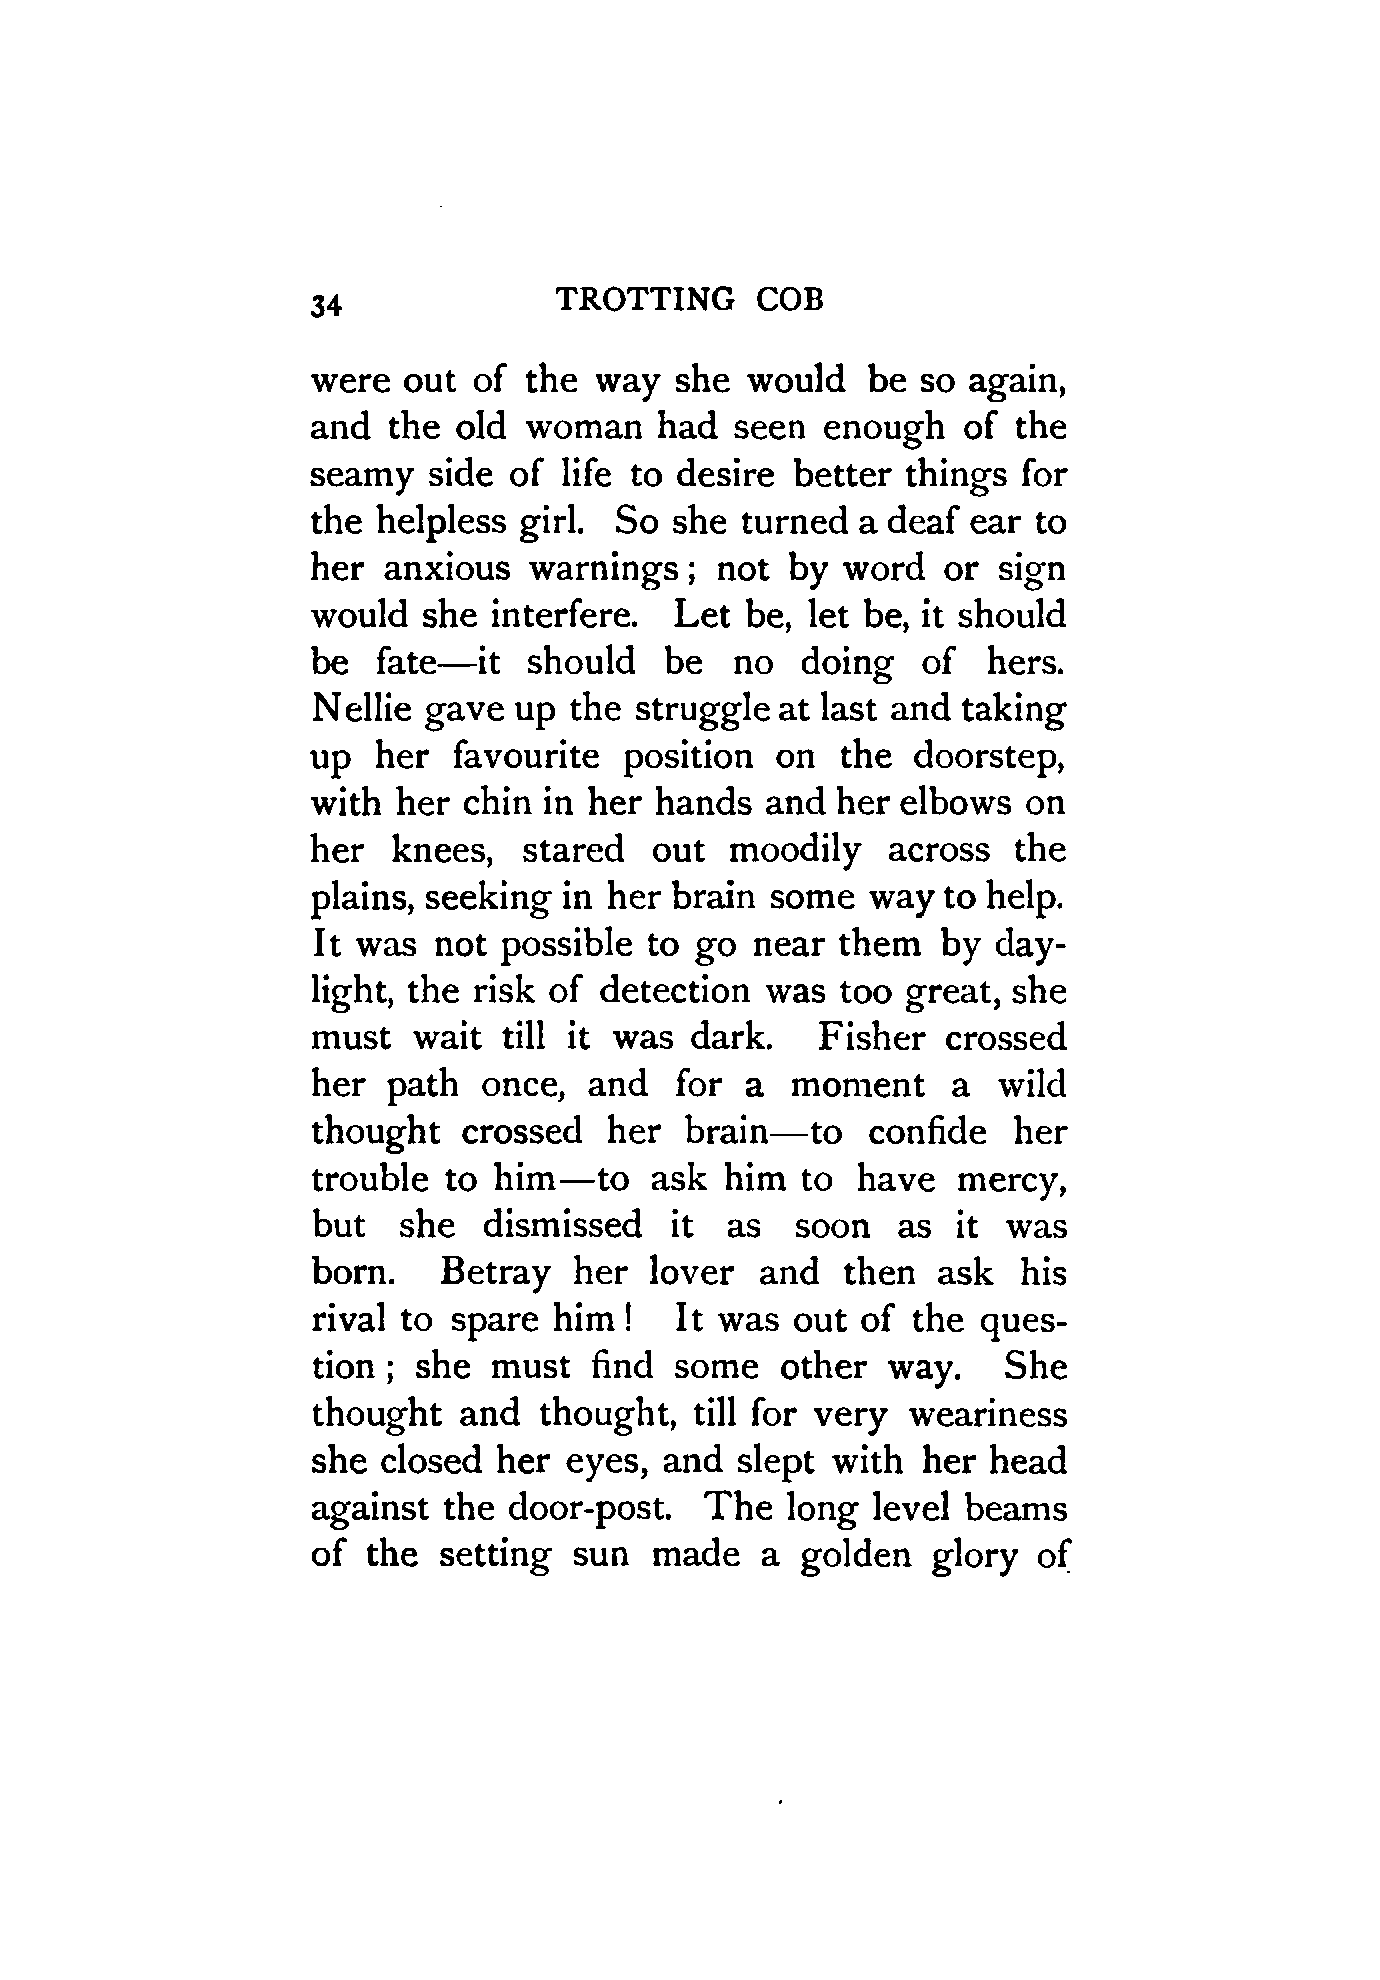 34 TROTTING COB
were out of the way she would be so again,
and the old woman had seen enough of the
seamy side of life to desire better things for
the helpless girl. So she turned a deaf ear to
her anxious warnings; not by word or sign
would she interfere. Let be, let be, it should
be fate—it should be no doing of hers.
Nellie gave up the struggle at last and taking
up her favourite position on the doorstep,
with her chin in her hands and her elbows on
her knees, stared out moodily across the
plains, seeking in her brain some way to help.
It was not possible to go near them by day-
light, the risk of detection was too great, she
must wait till it was dark. Fisher crossed
her path once, and for a moment a wild
thought crossed her brain—to confide her
trouble to him—to ask him to have mercy,
but she dismissed it as soon as it was
born. Betray her lover and then ask his
rival to spare him! It was out of the ques-
tion; she must find some other way. She
thought and thought, till for very weariness
she closed her eyes, and slept with her head
against the door-post. The long level beams
of the setting sun made a golden glory of